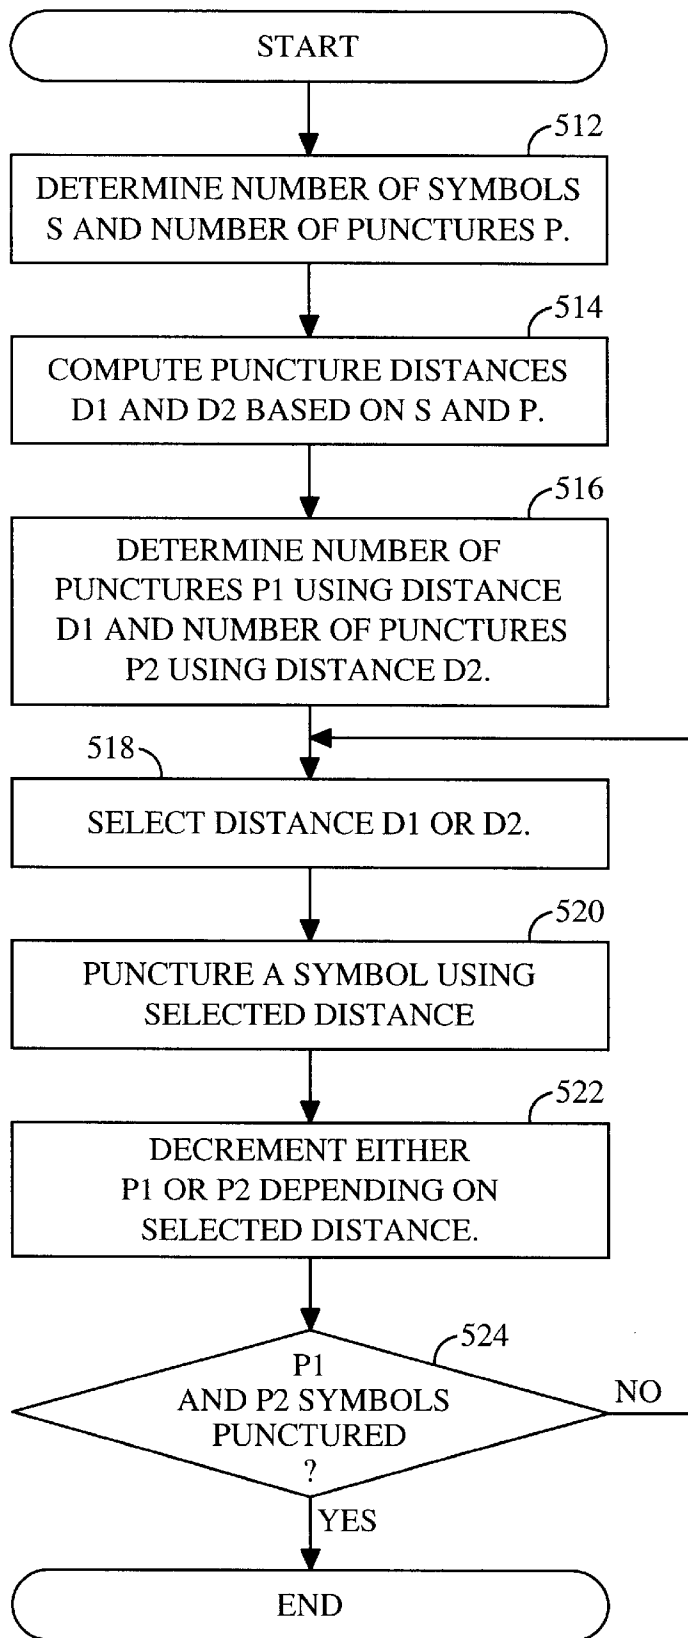 START
512
DETERMINE NUMBER OF SYMBOLS
S AND NUMBER OF PUNCTURES P.
514
COMPUTE PUNCTURE DISTANCES
D1 AND D2 BASED ON S AND P.
516
DETERMINE NUMBER OF
PUNCTURES P1 USING DISTANCE
D1 AND NUMBER OF PUNCTURES
P2 USING DISTANCE D2.
518
SELECT DISTANCE D1 OR D2.
520
PUNCTURE A SYMBOL USING
SELECTED DISTANCE
522
DECREMENT EITHER
P1 OR P2 DEPENDING ON
SELECTED DISTANCE.
524
P1
AND P2 SYMBOLS
PUNCTURED
?
NO
YES
END